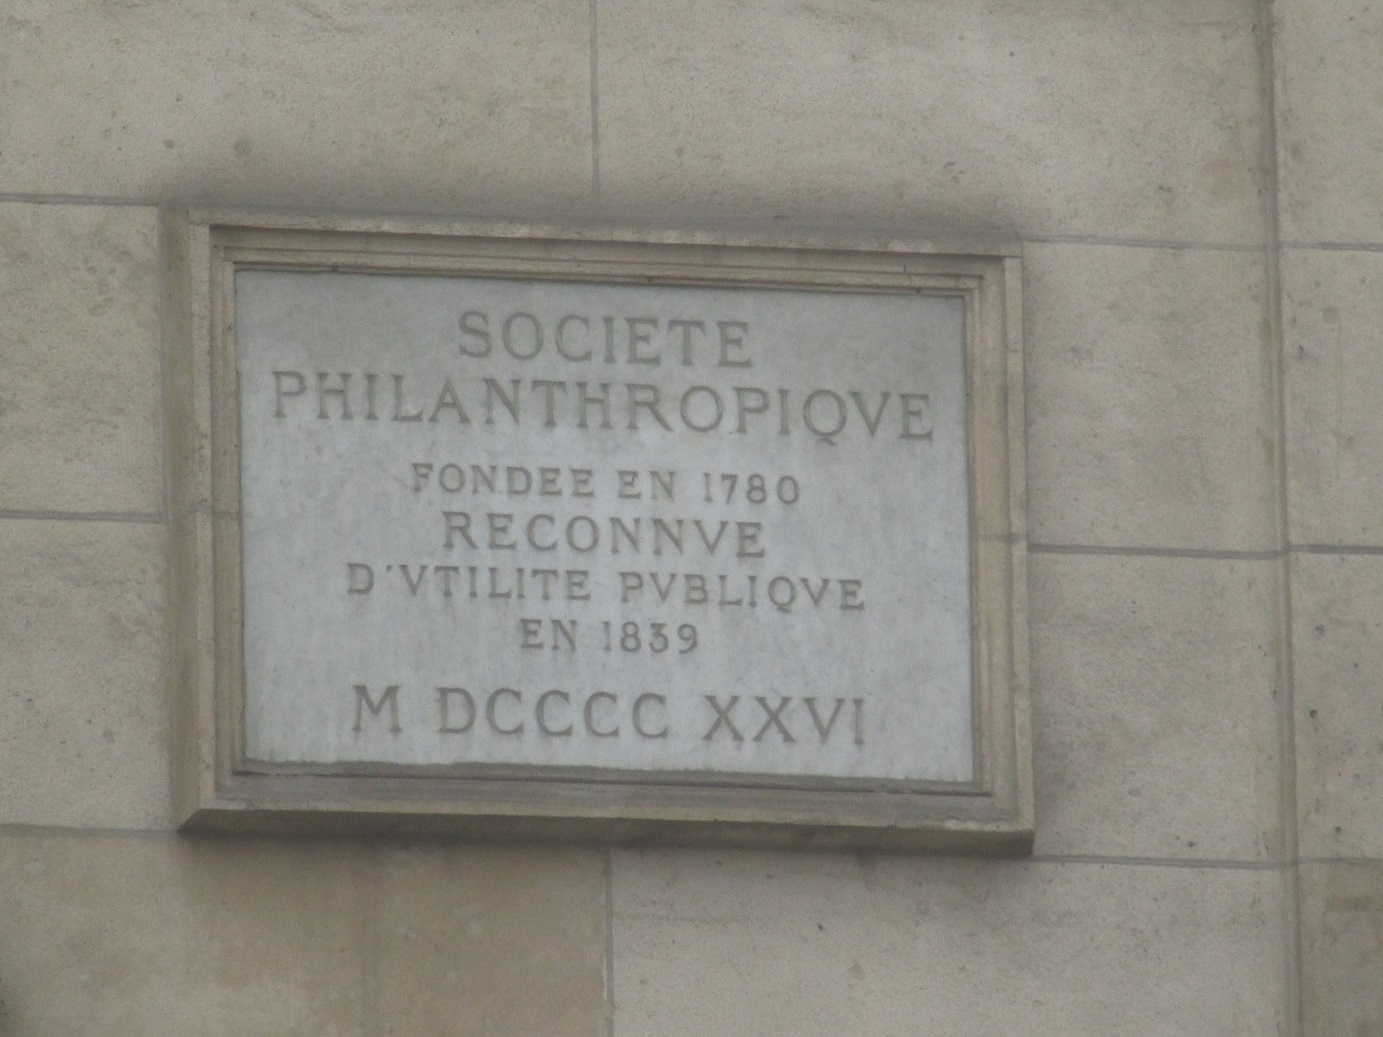 SOCIETE
PHILANTHROPIQVE
FONDEE EN 1780
RECONNVE
D'VTILITE PVBLIQVE
EN 1839
M DCCCC XXVI